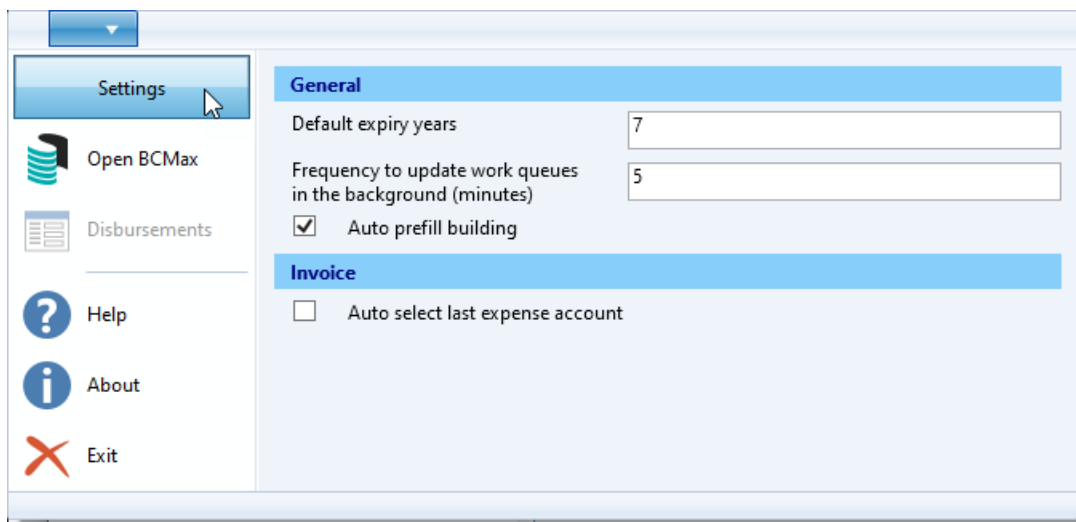 Settings
Open BCMax
Disbursements
Help
About
Exit
General
Default expiry years
7
Frequency to update work queues
in the background (minutes)
5
Auto prefill building
Invoice
Auto select last expense account